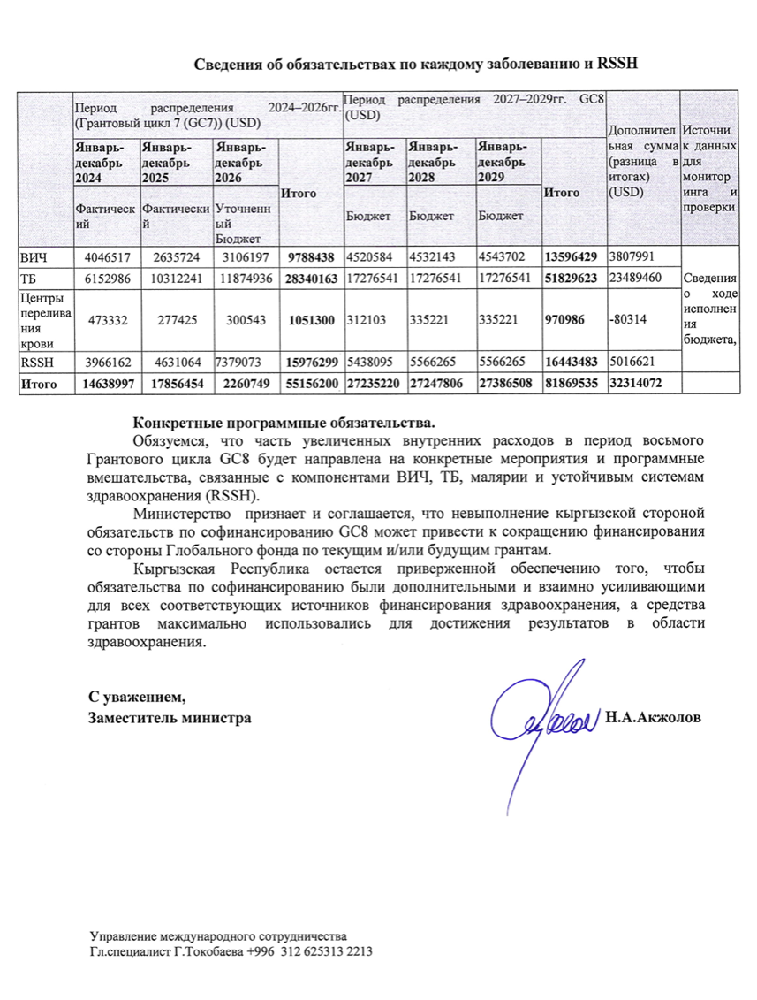 Сведения об обязательствах по каждому заболеванию и RSSH
Период распределения 2024–2026гг. (Грантовый цикл 7 (GC7)) (USD)
Период распределения 2027–2029гг. GC8 (USD)
Дополнительная сумма (разница в итогах) (USD)
Источник данных для мониторинга и проверки
Январь-декабрь 2024
Январь-декабрь 2025
Январь-декабрь 2026
Итого
Январь-декабрь 2027
Январь-декабрь 2028
Январь-декабрь 2029
Итого
Фактический
Фактический
Уточненный Бюджет
Бюджет
Бюджет
Бюджет
ВИЧ 4046517 2635724 3106197 9788438 4520584 4532143 4543702 13596429 3807991
ТБ 6152986 10312241 11874936 28340163 17276541 17276541 17276541 51829623 23489460
Центры переливания крови 473332 277425 300543 1051300 312103 335221 335221 970986 -80314
RSSH 3966162 4631064 7379073 15976299 5438095 5566265 5566265 16443483 5016621
Сведения о ходе исполнения бюджета,
Итого 14638997 17856454 2260749 55156200 27235220 27247806 27386508 81869535 32314072
Конкретные программные обязательства.
Обязуемся, что часть увеличенных внутренних расходов в период восьмого
Грантового цикла GC8 будет направлена на конкретные мероприятия и программные
вмешательства, связанные с компонентами ВИЧ, ТБ, малярии и устойчивым системам
здравоохранения (RSSH).
Министерство признает и соглашается, что невыполнение кыргызской стороной
обязательств по софинансированию GC8 может привести к сокращению финансирования
со стороны Глобального фонда по текущим и/или будущим грантам.
Кыргызская Республика остается приверженной обеспечению того, чтобы
обязательства по софинансированию были дополнительными и взаимно усиливающими
для всех соответствующих источников финансирования здравоохранения, а средства
грантов максимально использовались для достижения результатов в области
здравоохранения.
С уважением,
Заместитель министра
Н.А.Акжолов
Управление международного сотрудничества
Гл.специалист Г.Токобаева +996 312 625313 2213